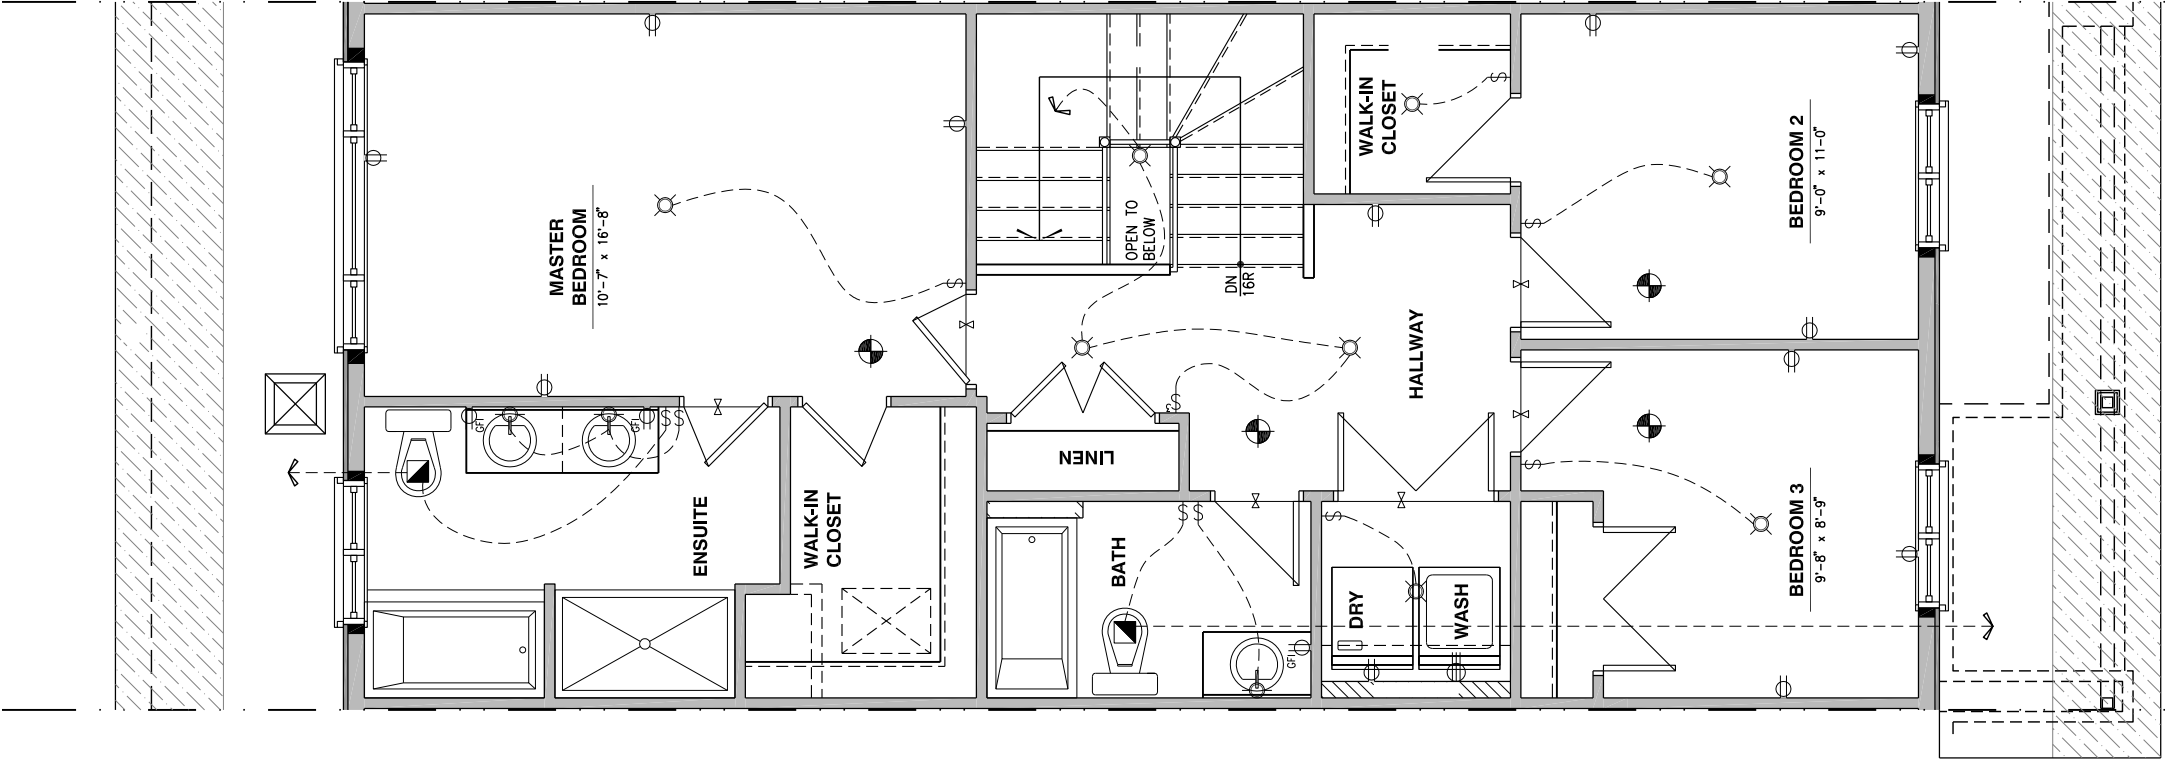 MASTER
BEDROOM
10'-7" x 16'-8"
OPEN TO
BELOW
DN
16R
WALK-IN
CLOSET
BEDROOM 2
9'-0" x 11'-0"
HALLWAY
GFI
GFI
S
S
S
S
S
S
S
S
S
S
S
S
ENSUITE
WALK-IN
CLOSET
LINEN
BATH
GFI
DRY
WASH
BEDROOM 3
9'-8" x 8'-9"